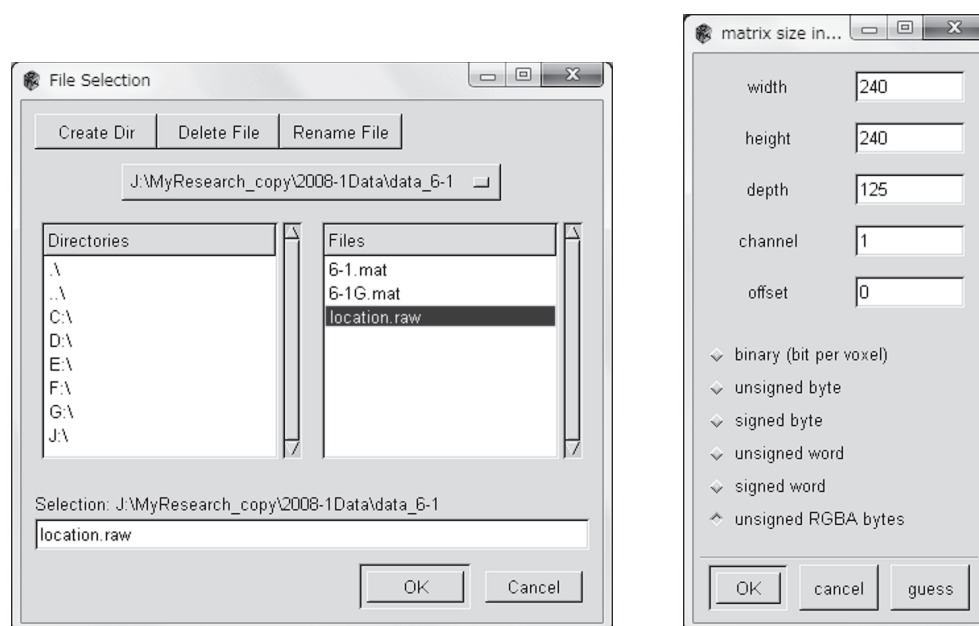 File Selection
Create Dir Delete File Rename File
J:\MyResearch_copy\2008-1Data\data_6-1
Directories
.\
..\
C:\
D:\
E:\
F:\
G:\
J:\
Files
6-1.mat
6-1G.mat
location.raw
Selection: J:\MyResearch_copy\2008-1Data\data_6-1
location.raw
OK Cancel
matrix size in...
width 240
height 240
depth 125
channel 1
offset 0
binary (bit per voxel)
unsigned byte
signed byte
unsigned word
signed word
unsigned RGBA bytes
OK cancel guess